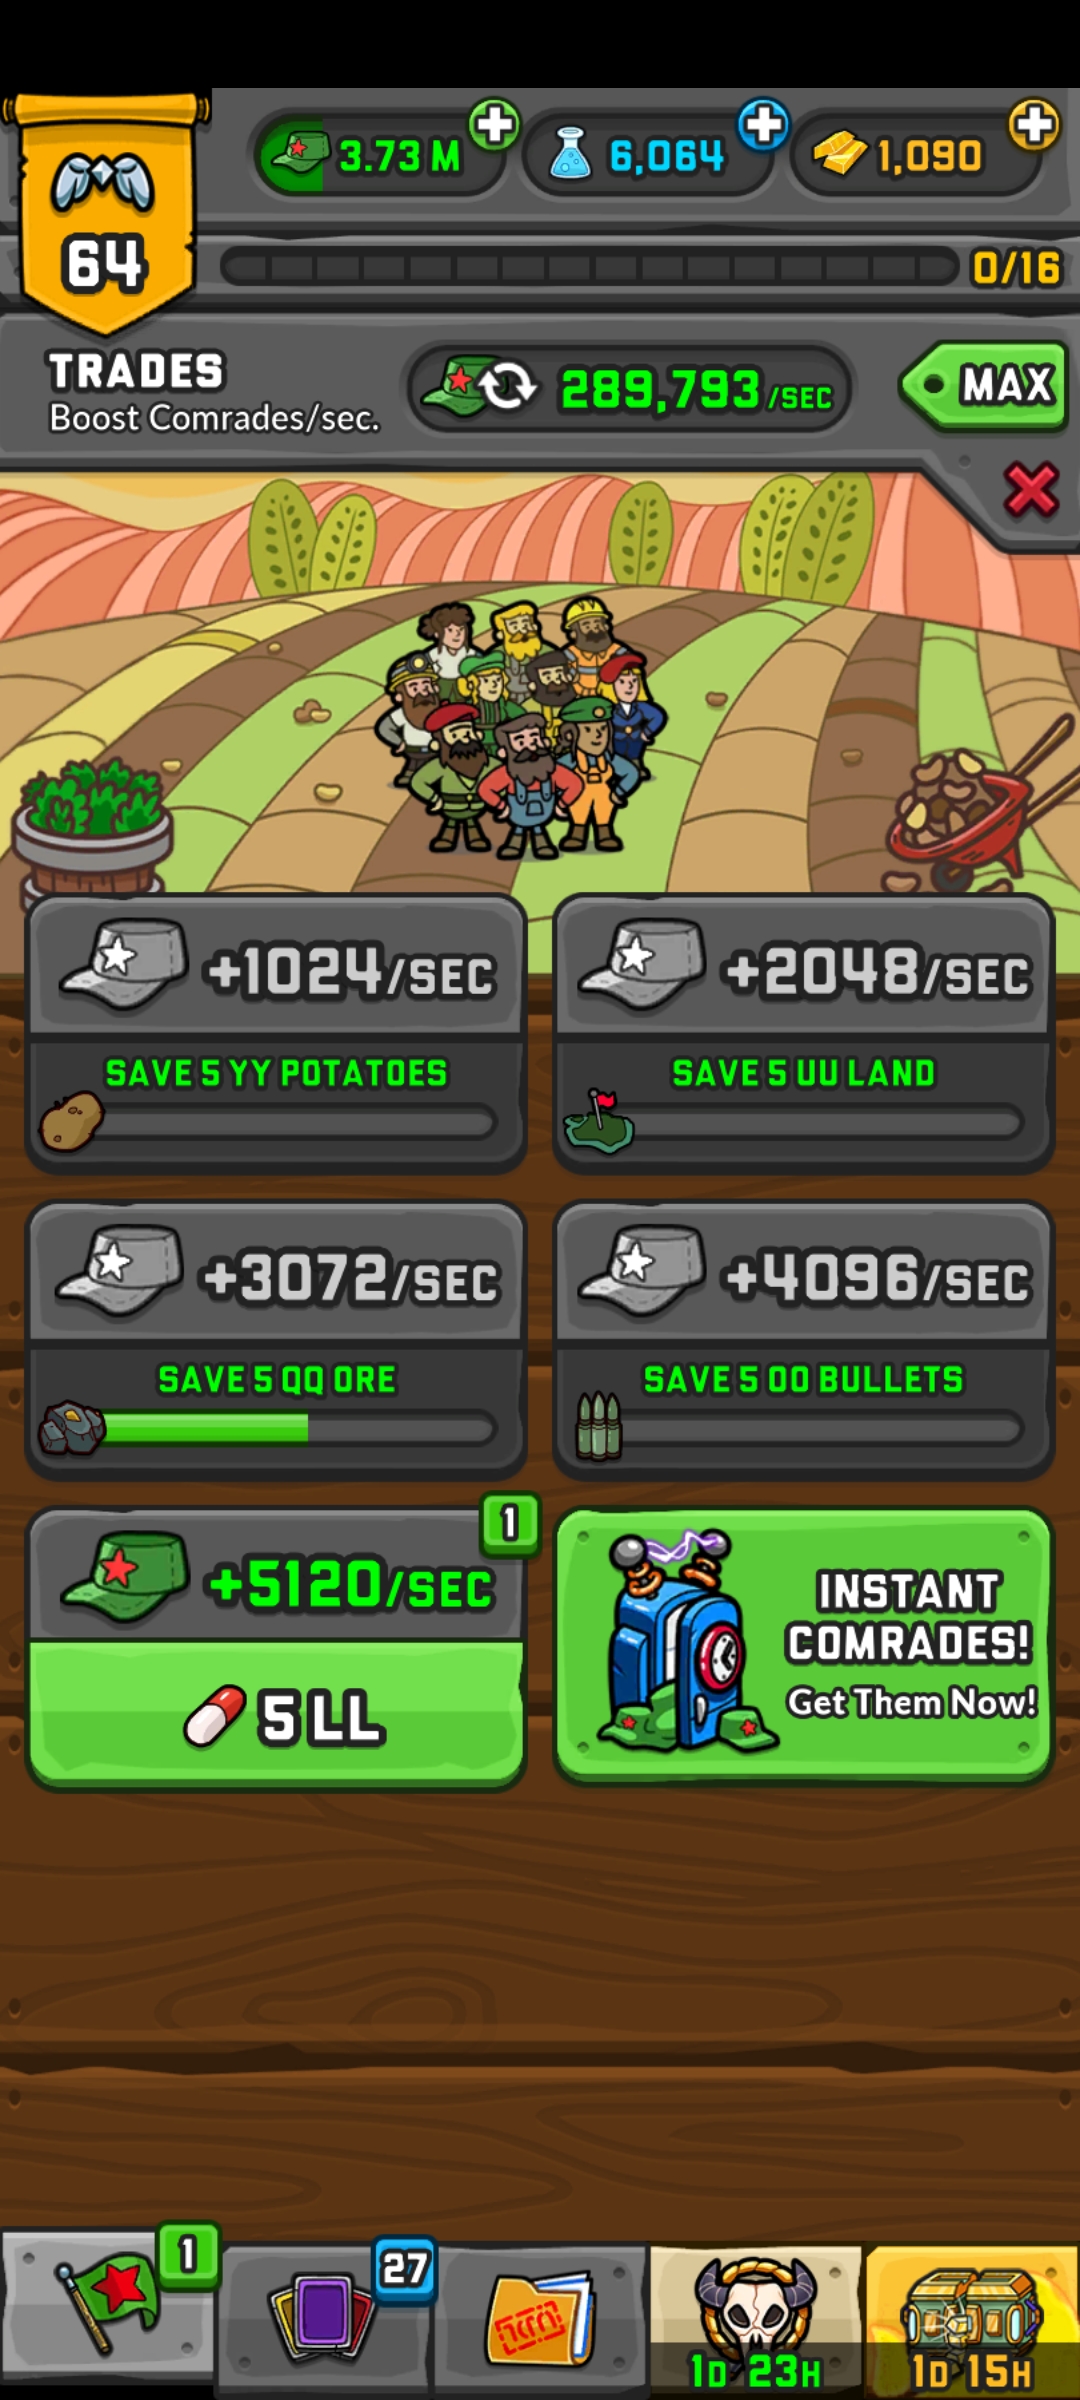 3.73 M
6,064
1,090
64
0/16
TRADES
Boost Comrades/sec.
289,793/SEC
MAX
+1024/SEC
+2048/SEC
SAVE 5 YY POTATOES
SAVE 5 UU LAND
+3072/SEC
+4096/SEC
SAVE 5 QQ ORE
SAVE 5 OO BULLETS
1
+5120/SEC
5 LL
INSTANT
COMRADES!
Get Them Now!
1
27
1D 23H
1D 15H